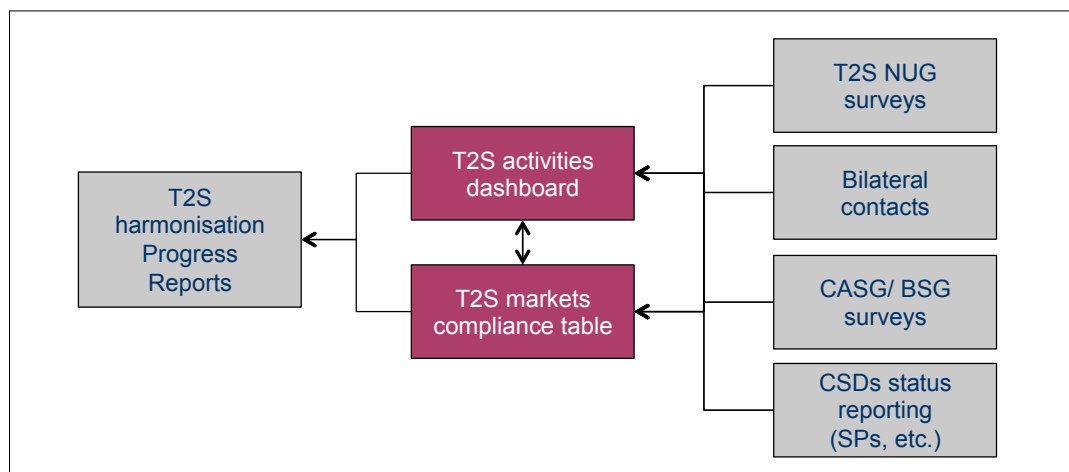 T2S
harmonisation
Progress
Reports
T2S activities
dashboard
T2S markets
compliance table
T2S NUG
surveys
Bilateral
contacts
CASG/ BSG
surveys
CSDs status
reporting
(SPs, etc.)